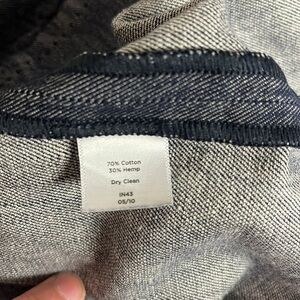 70% Cotton
30% Hemp
Dry Clean
IN43
05/10